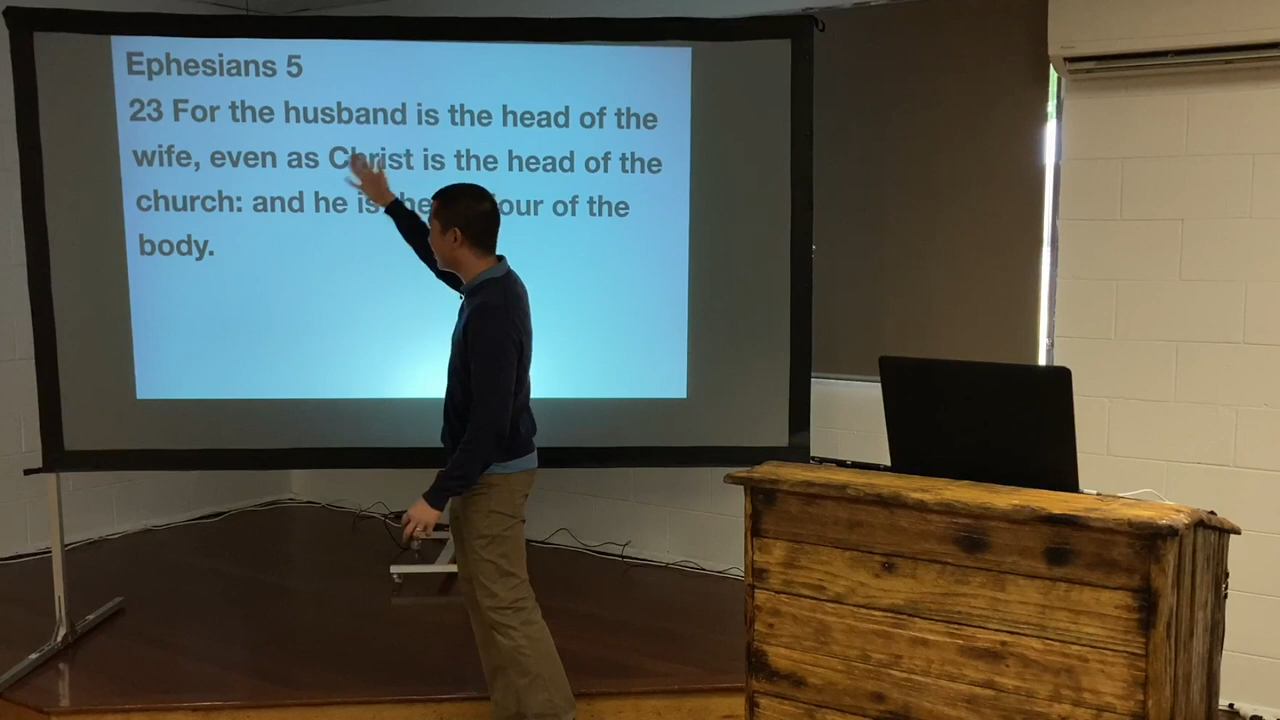 Ephesians 5
23 For the husband is the head of the
wife, even as Christ is the head of the
church: and he is the our of the
body.